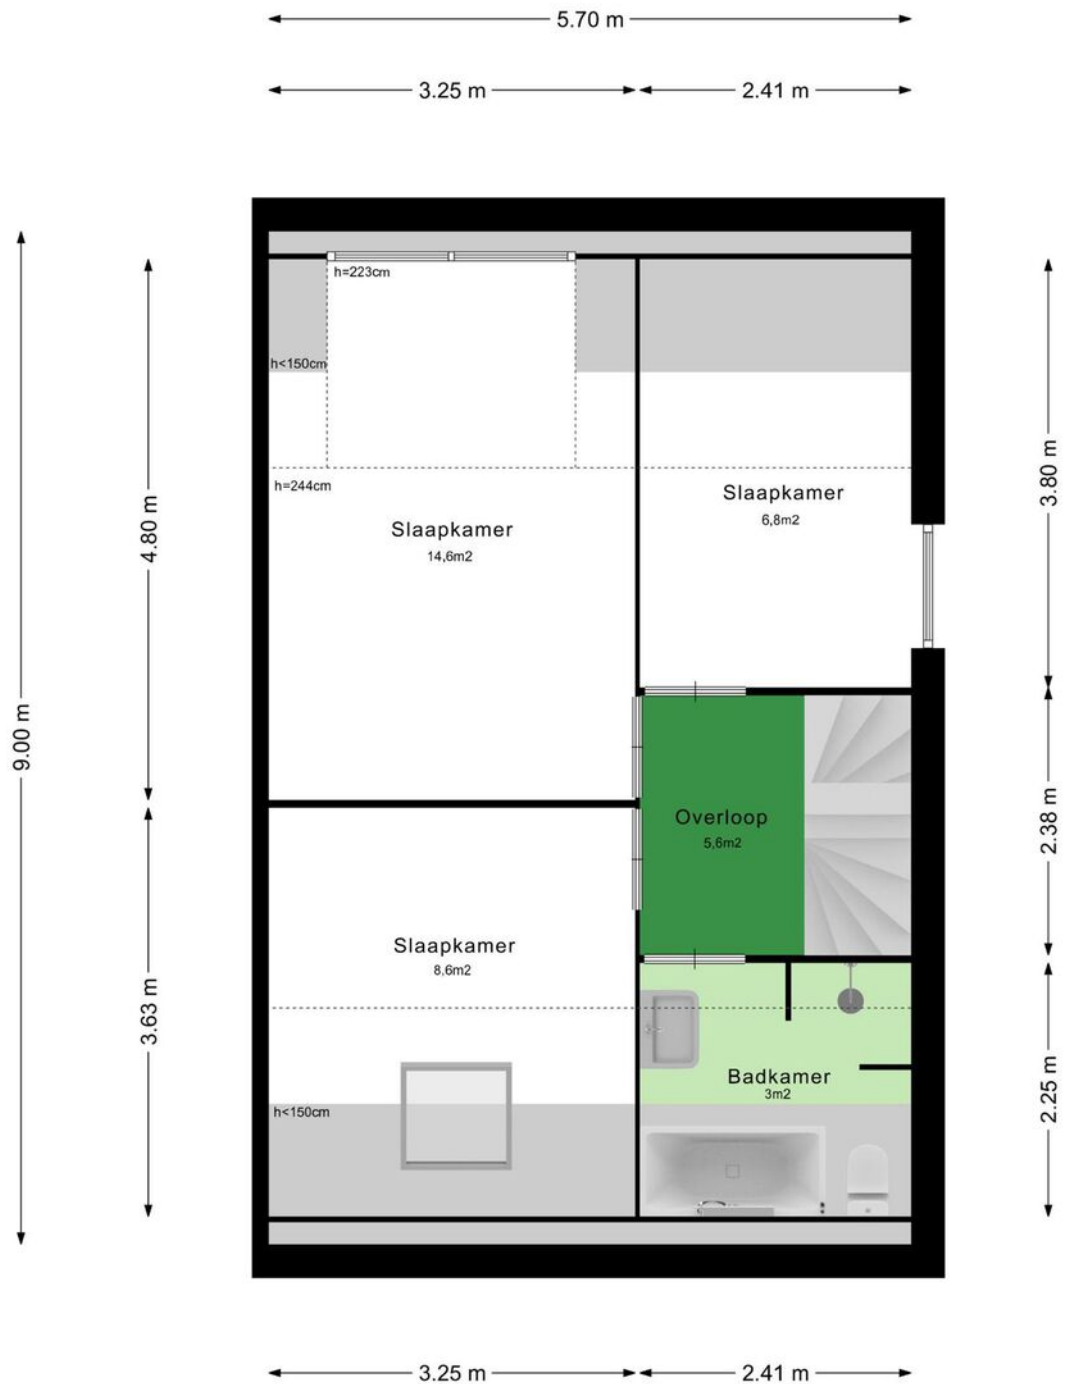 5.70 m
3.25 m
2.41 m
h=223cm
h<150cm
h=244cm
Slaapkamer
14,6m2
Slaapkamer
6,8m2
4.80 m
3.80 m
9.00 m
Overloop
5,6m2
2.38 m
Slaapkamer
8,6m2
3.63 m
Badkamer
3m2
2.25 m
h<150cm
3.25 m
2.41 m